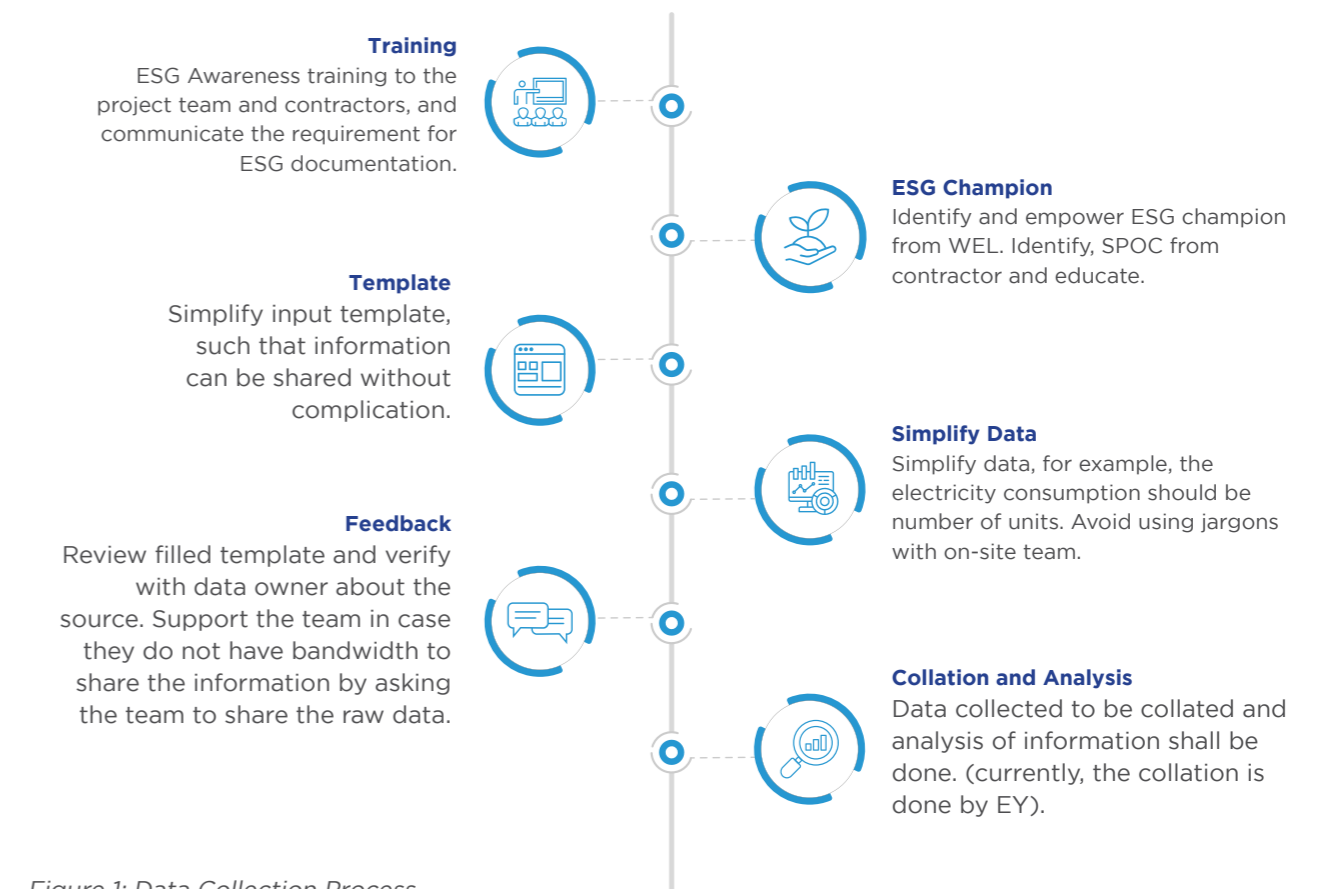 Training
ESG Awareness training to the
project team and contractors, and
communicate the requirement for
ESG documentation.
ESG Champion
Identify and empower ESG champion
from WEL. Identify, SPOC from
contractor and educate.
Template
Simplify input template,
such that information
can be shared without
complication.
Simplify Data
Simplify data, for example, the
electricity consumption should be
number of units. Avoid using jargons
with on-site team.
Feedback
Review filled template and verify
with data owner about the
source. Support the team in case
they do not have bandwidth to
share the information by asking
the team to share the raw data.
Collation and Analysis
Data collected to be collated and
analysis of information shall be
done. (currently, the collation is
done by EY).
Figure 1: Data Collection Process